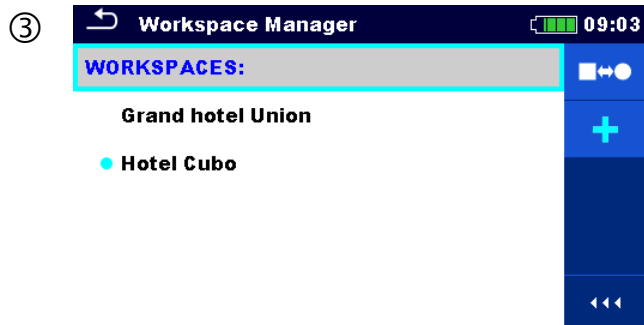 ③
Workspace Manager 09:03
WORKSPACES:
Grand hotel Union
Hotel Cubo